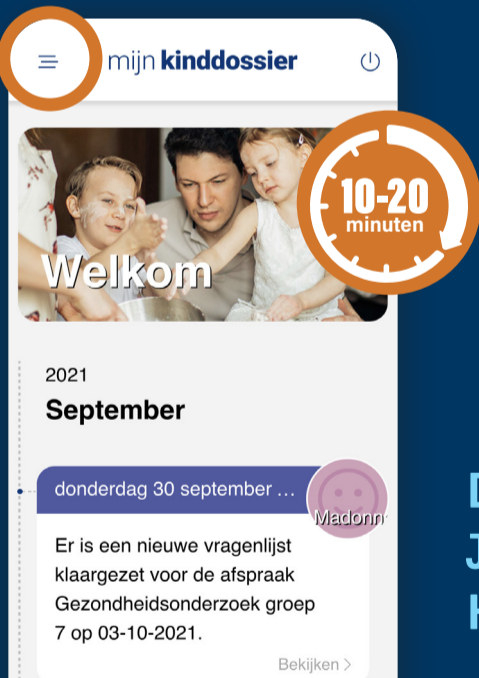 mijn kinddossier
10-20
minuten
Welkom
2021
September
donderdag 30 september ...
Madonn
Er is een nieuwe vragenlijst
klaargezet voor de afspraak
Gezondheidsonderzoek groep
7 op 03-10-2021.
Bekijken >